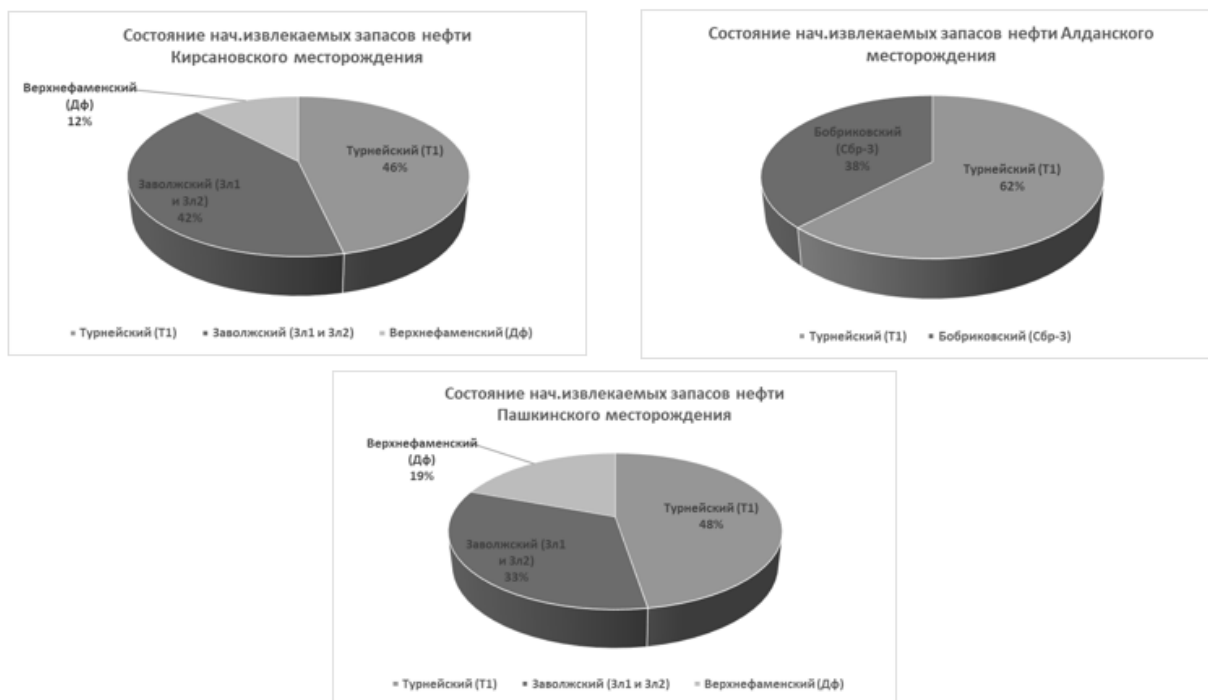 Состояние нач.извлекаемых запасов нефти
Кирсановского месторождения
Верхнефаменский
(Дф)
12%
Турнейский (Т1)
46%
Заволжский (Зл1
и Зл2)
42%
Турнейский (Т1) Заволжский (Зл1 и Зл2) Верхнефаменский (Дф)
Состояние нач.извлекаемых запасов нефти Алданского
месторождения
Бобриковский
(Сбр-3)
38%
Турнейский (Т1)
62%
Турнейский (Т1) Бобриковский (Сбр-3)
Состояние нач.извлекаемых запасов нефти
Пашкинского месторождения
Верхнефаменский
(Дф)
19%
Турнейский (Т1)
48%
Заволжский (Зл1
и Зл2)
33%
Турнейский (Т1) Заволжский (Зл1 и Зл2) Верхнефаменский (Дф)